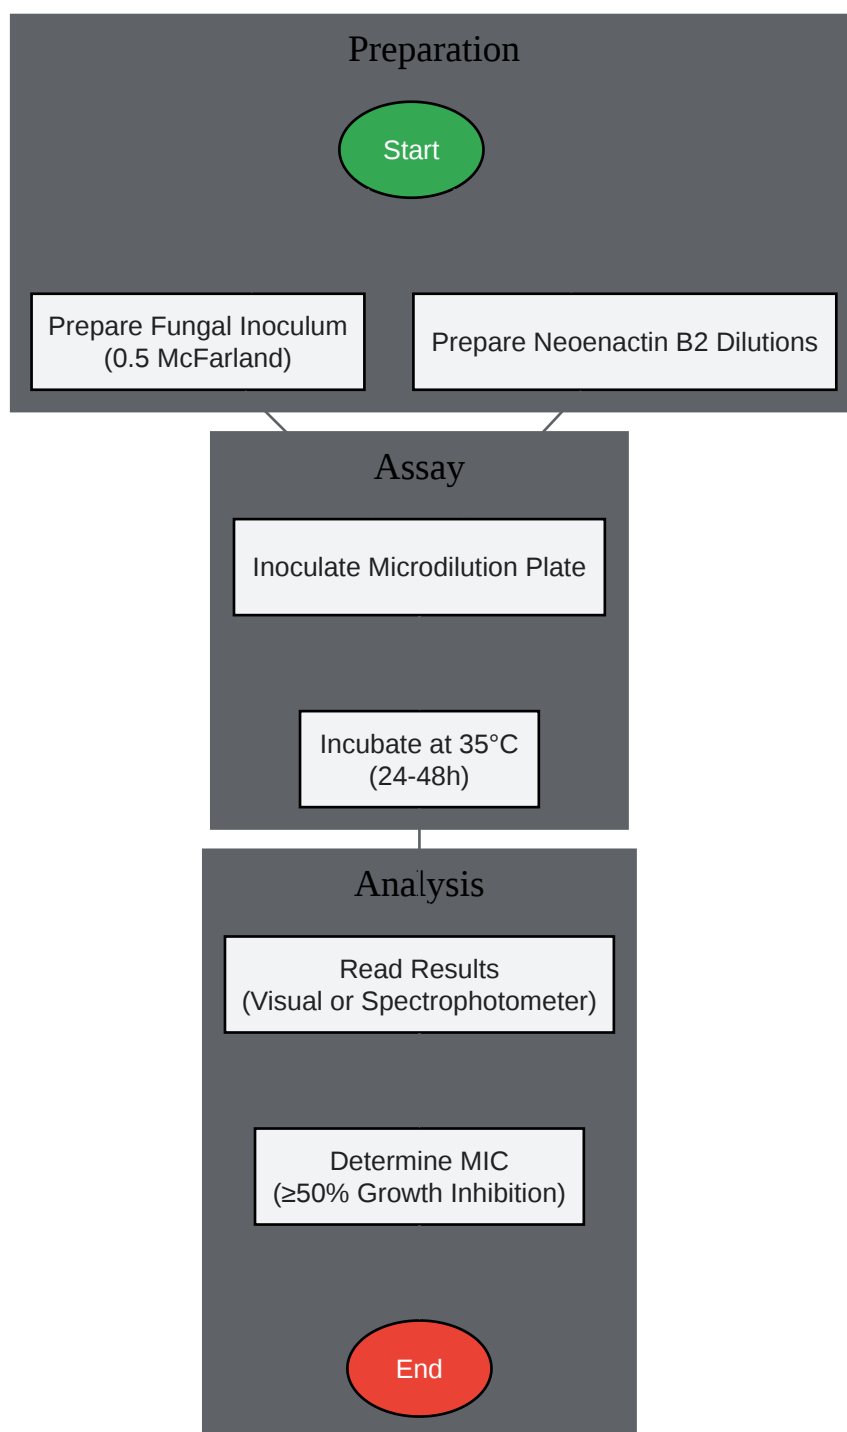 Preparation
Start
Prepare Fungal Inoculum
(0.5 McFarland)
Prepare Neoenactin B2 Dilutions
Assay
Inoculate Microdilution Plate
Incubate at 35°C
(24-48h)
Analysis
Read Results
(Visual or Spectrophotometer)
Determine MIC
(≥50% Growth Inhibition)
End